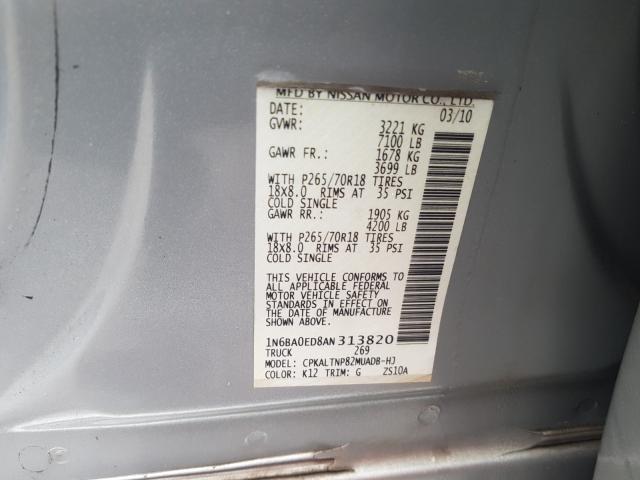 MFD BY NISSAN MOTOR CO., LTD.
DATE: 03/10
GVWR: 3221 KG
7100 LB
GAWR FR.: 1678 KG
3699 LB
WITH P265/70R18 TIRES
18X8.0 RIMS AT 35 PSI
COLD SINGLE
GAWR RR.: 1905 KG
4200 LB
WITH P265/70R18 TIRES
18X8.0 RIMS AT 35 PSI
COLD SINGLE
THIS VEHICLE CONFORMS TO
ALL APPLICABLE FEDERAL
MOTOR VEHICLE SAFETY
STANDARDS IN EFFECT ON
THE DATE OF MANUFACTURE
SHOWN ABOVE.
1N6BA0ED8AN313820
TRUCK 269
MODEL: CPKALTNP82MUADB-HJ
COLOR: K12 TRIM: G ZS10A